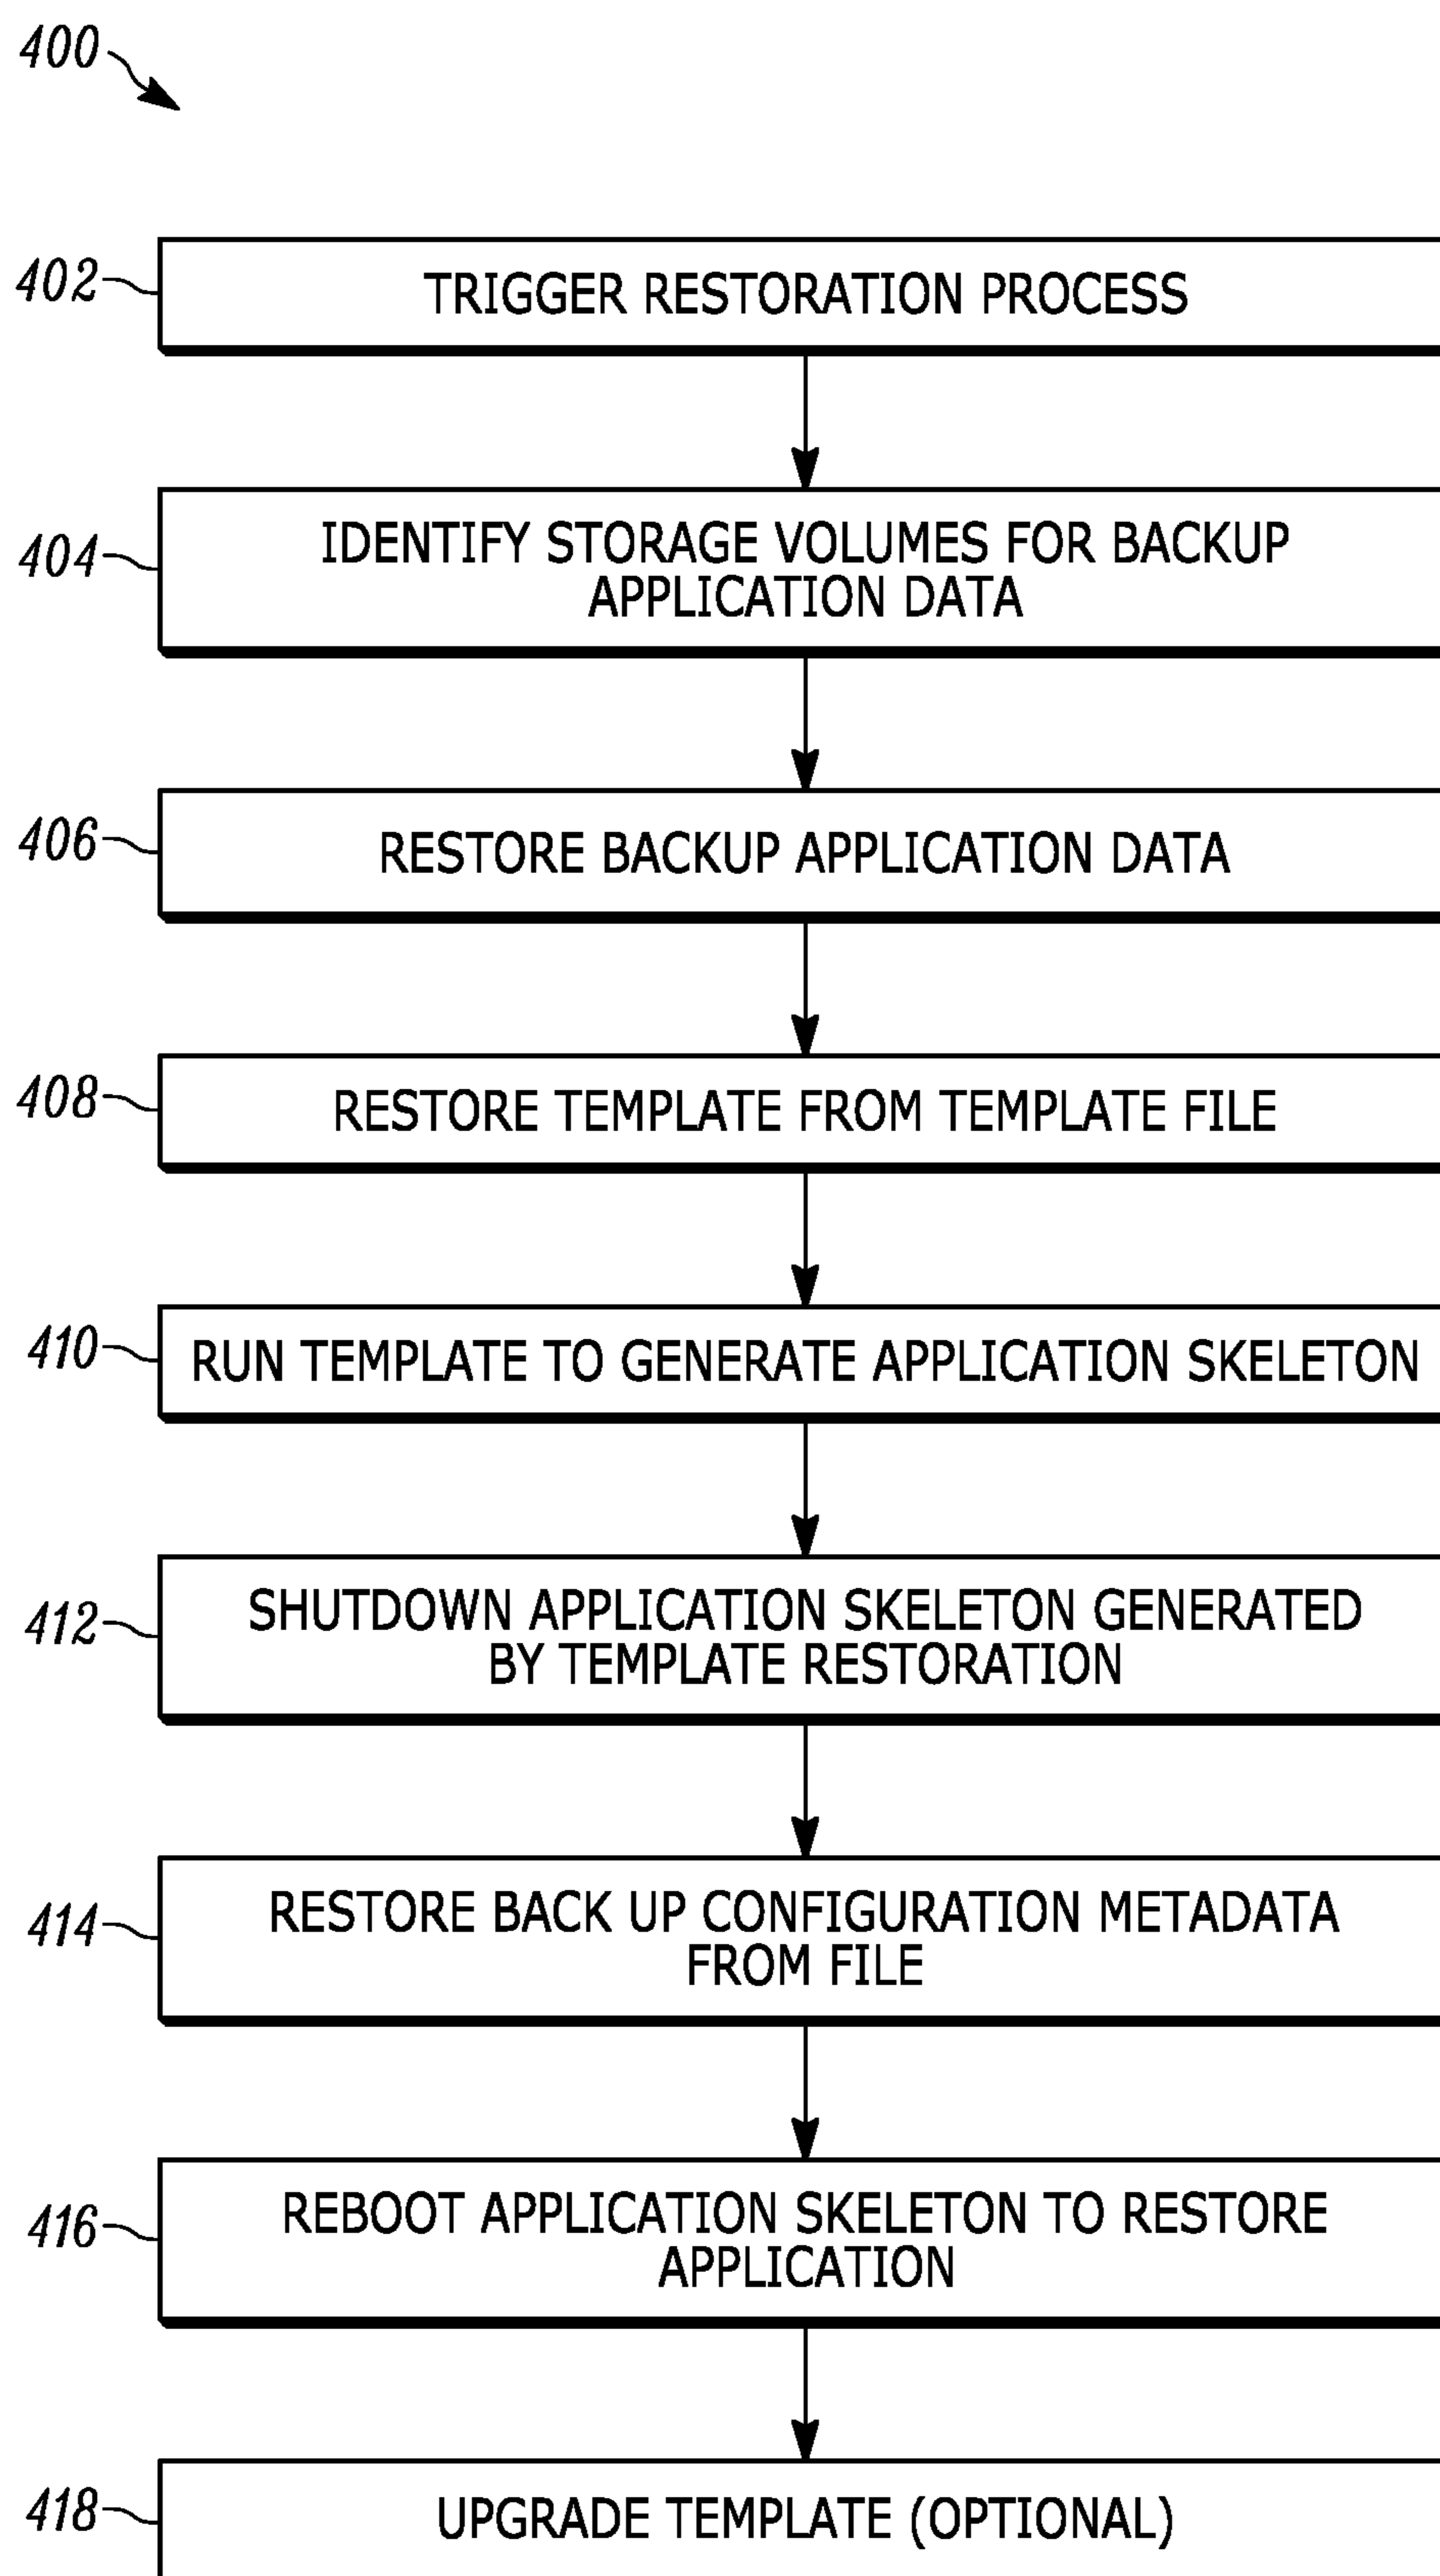 400
402
TRIGGER RESTORATION PROCESS
404
IDENTIFY STORAGE VOLUMES FOR BACKUP
APPLICATION DATA
406
RESTORE BACKUP APPLICATION DATA
408
RESTORE TEMPLATE FROM TEMPLATE FILE
410
RUN TEMPLATE TO GENERATE APPLICATION SKELETON
412
SHUTDOWN APPLICATION SKELETON GENERATED
BY TEMPLATE RESTORATION
414
RESTORE BACK UP CONFIGURATION METADATA
FROM FILE
416
REBOOT APPLICATION SKELETON TO RESTORE
APPLICATION
418
UPGRADE TEMPLATE (OPTIONAL)